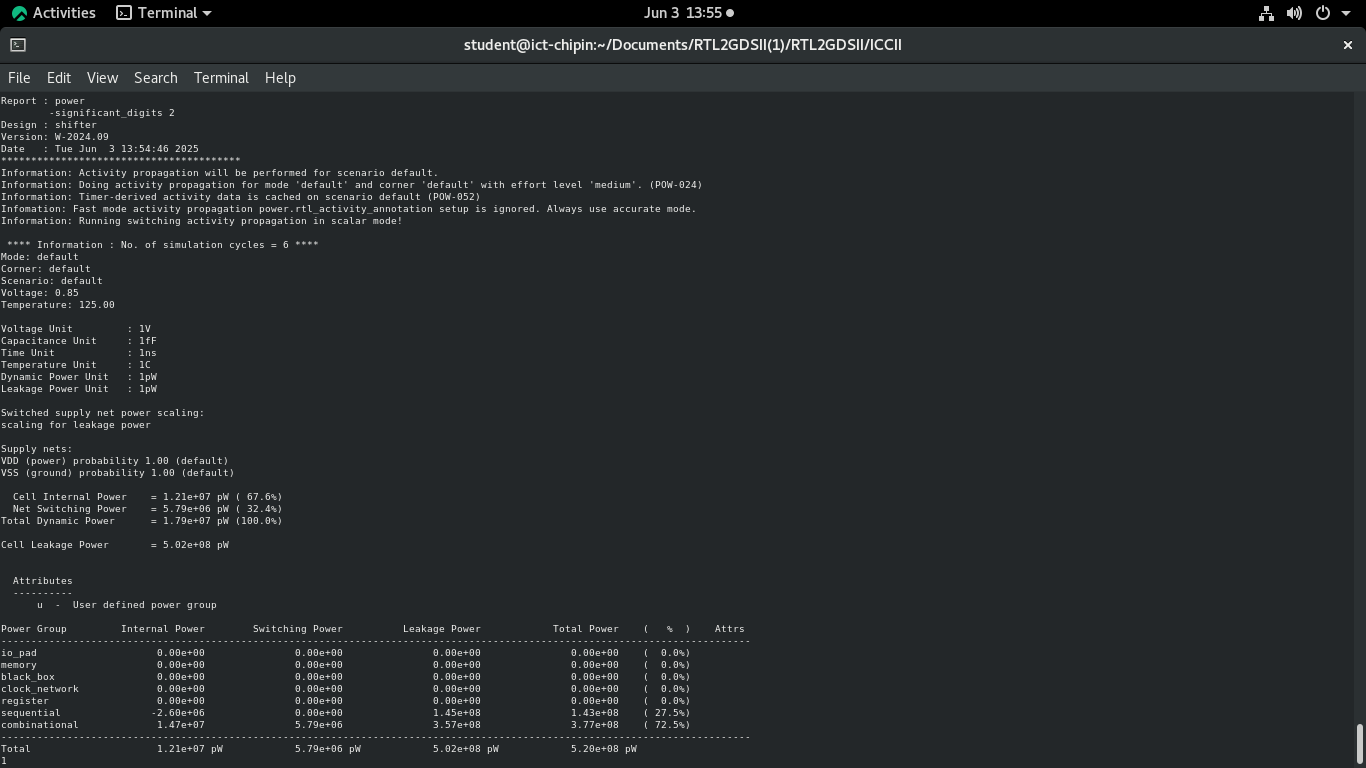 Activities Terminal Jun 3 13:55
student@ict-chipin:~/Documents/RTL2GDSII(1)/RTL2GDSII/ICCII
File Edit View Search Terminal Help
Report : power
        -significant_digits 2
Design : shifter
Version: W-2024.09
Date   : Tue Jun  3 13:54:46 2025
****************************************
Information: Activity propagation will be performed for scenario default.
Information: Doing activity propagation for mode 'default' and corner 'default' with effort level 'medium'. (POW-024)
Information: Timer-derived activity data is cached on scenario default (POW-052)
Infomation: Fast mode activity propagation power.rtl_activity_annotation setup is ignored. Always use accurate mode.
Information: Running switching activity propagation in scalar mode!
 **** Information : No. of simulation cycles = 6 ****
Mode: default
Corner: default
Scenario: default
Voltage: 0.85
Temperature: 125.00
Voltage Unit         : 1V
Capacitance Unit     : 1fF
Time Unit            : 1ns
Temperature Unit     : 1C
Dynamic Power Unit   : 1pW
Leakage Power Unit   : 1pW
Switched supply net power scaling:
scaling for leakage power
Supply nets:
VDD (power) probability 1.00 (default)
VSS (ground) probability 1.00 (default)
  Cell Internal Power    = 1.21e+07 pW ( 67.6%)
  Net Switching Power    = 5.79e+06 pW ( 32.4%)
Total Dynamic Power      = 1.79e+07 pW (100.0%)
Cell Leakage Power       = 5.02e+08 pW
  Attributes
  ----------
      u  -  User defined power group
Power Group         Internal Power        Switching Power          Leakage Power            Total Power    (   %  )    Attrs
-----------------------------------------------------------------------------------------------------------------------------
io_pad                    0.00e+00               0.00e+00               0.00e+00               0.00e+00    (  0.0%)
memory                    0.00e+00               0.00e+00               0.00e+00               0.00e+00    (  0.0%)
black_box                 0.00e+00               0.00e+00               0.00e+00               0.00e+00    (  0.0%)
clock_network             0.00e+00               0.00e+00               0.00e+00               0.00e+00    (  0.0%)
register                  0.00e+00               0.00e+00               0.00e+00               0.00e+00    (  0.0%)
sequential               -2.60e+06               0.00e+00               1.45e+08               1.43e+08    ( 27.5%)
combinational             1.47e+07               5.79e+06               3.57e+08               3.77e+08    ( 72.5%)
-----------------------------------------------------------------------------------------------------------------------------
Total                     1.21e+07 pW            5.79e+06 pW            5.02e+08 pW            5.20e+08 pW
1